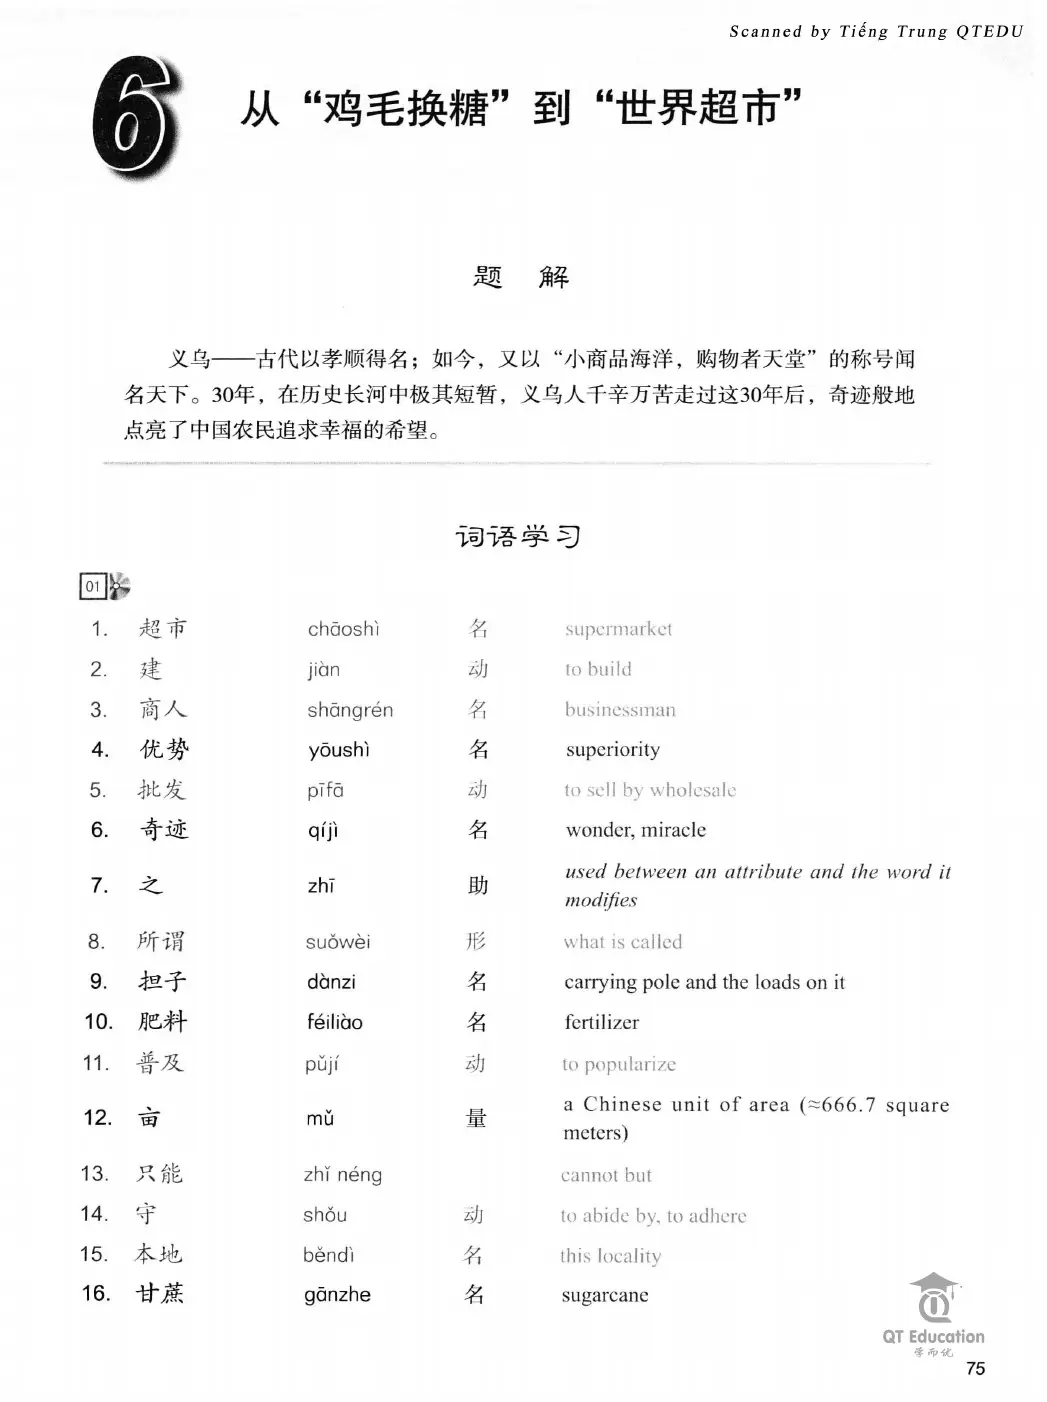 Scanned by Tiếng Trung QTEDU
6
从“鸡毛换糖”到“世界超市”
题 解
义乌——古代以孝顺得名；如今，又以“小商品海洋，购物者天堂”的称号闻
名天下。30年，在历史长河中极其短暂，义乌人千辛万苦走过这30年后，奇迹般地
点亮了中国农民追求幸福的希望。
词语学习
01
1. 超市 chāoshì 名 supermarket
2. 建 jiàn 动 to build
3. 商人 shāngrén 名 businessman
4. 优势 yōushì 名 superiority
5. 批发 pīfā 动 to sell by wholesale
6. 奇迹 qíjì 名 wonder, miracle
7. 之 zhī 助 used between an attribute and the word it
modifies
8. 所谓 suǒwèi 形 what is called
9. 担子 dànzi 名 carrying pole and the loads on it
10. 肥料 féiliào 名 fertilizer
11. 普及 pǔjí 动 to popularize
12. 亩 mǔ 量 a Chinese unit of area (≈666.7 square
meters)
13. 只能 zhǐ néng cannot but
14. 守 shǒu 动 to abide by, to adhere
15. 本地 běndì 名 this locality
16. 甘蔗 gānzhe 名 sugarcane
QT Education
学而优
75